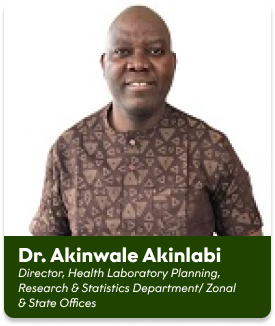 Dr. Akinwale Akinlabi
Director, Health Laboratory Planning,
Research & Statistics Department/ Zonal
& State Offices